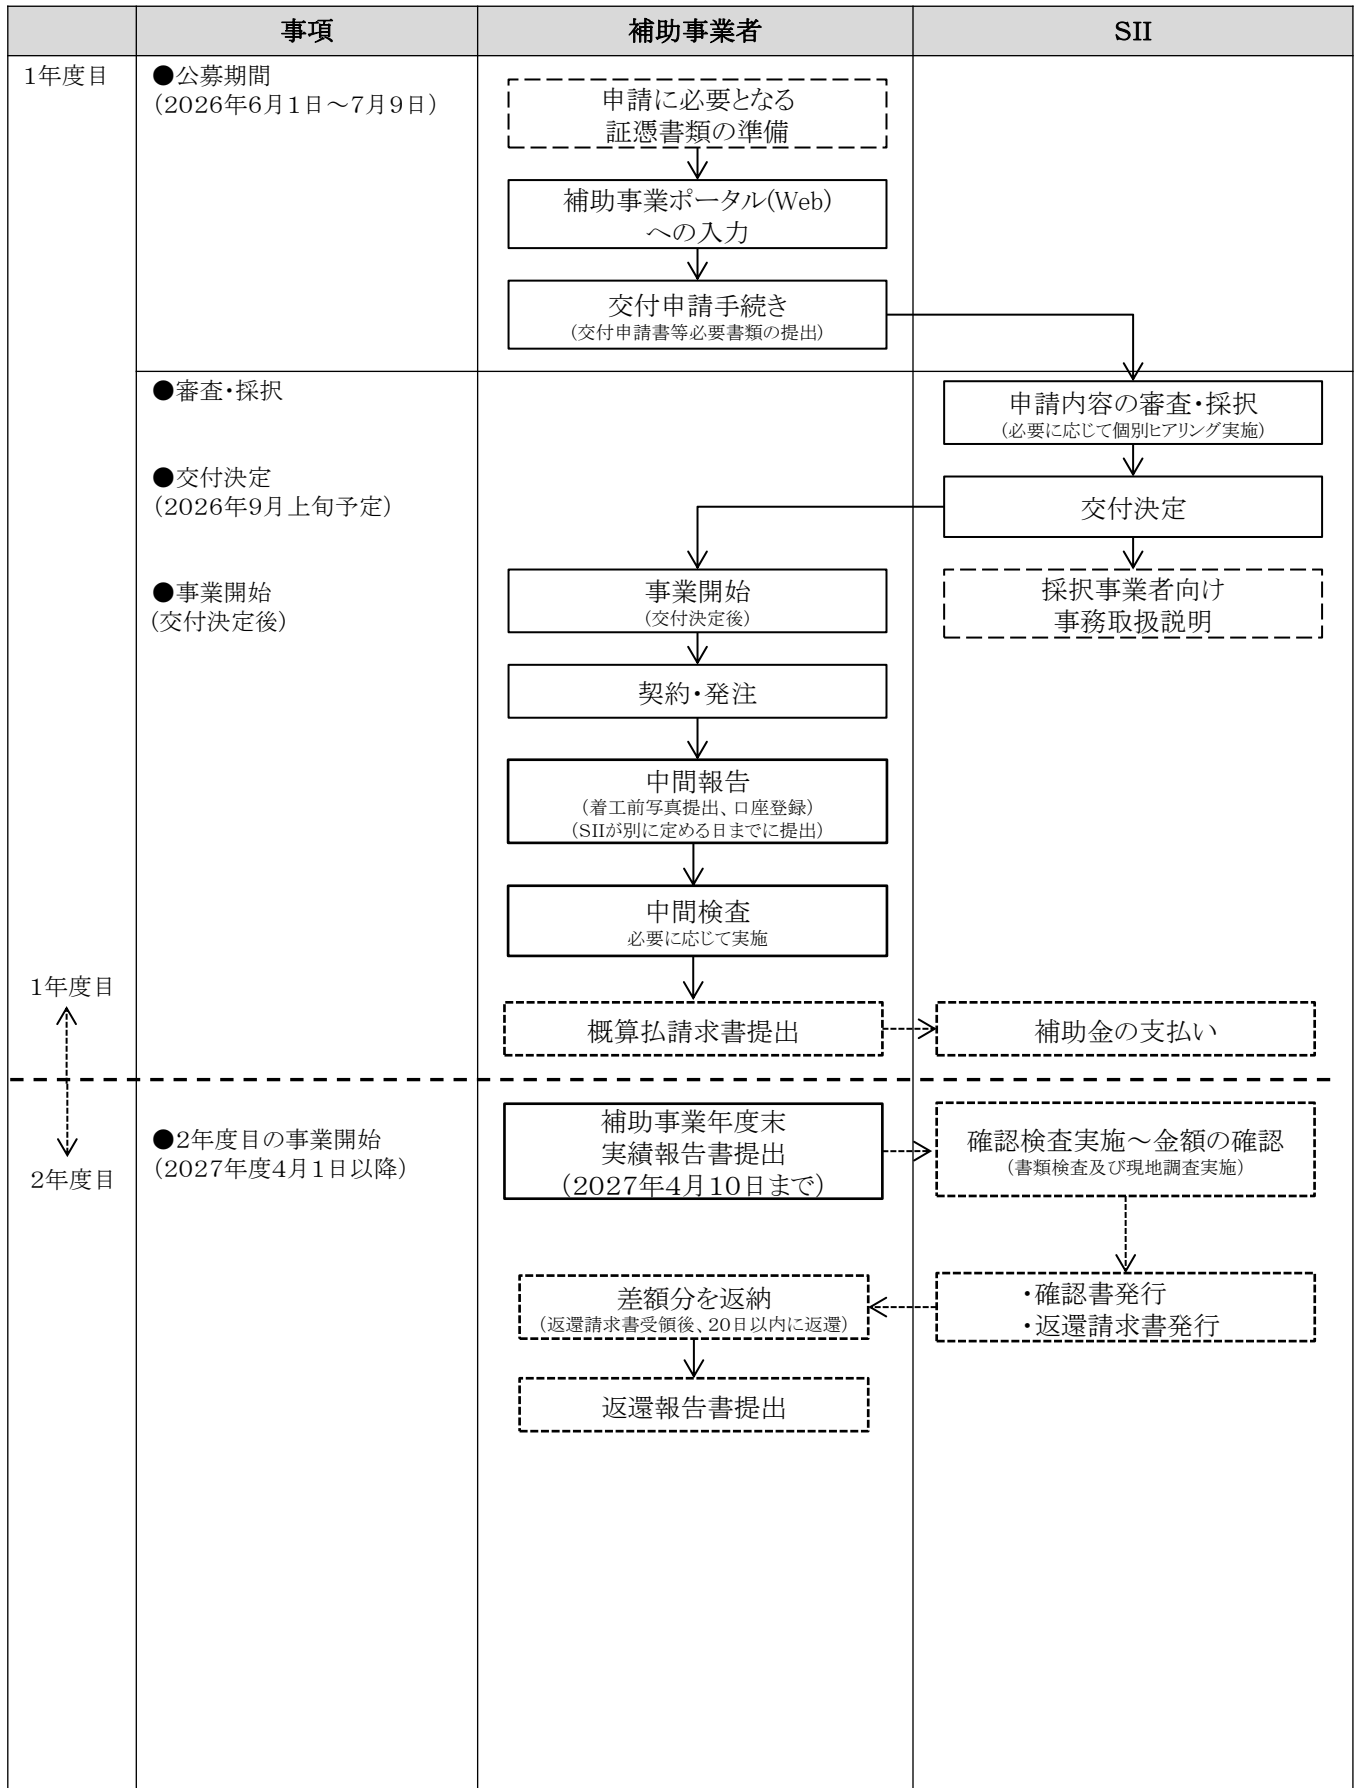 事項
補助事業者
SII
1年度目
●公募期間
(2026年6月1日～7月9日)
申請に必要となる
証憑書類の準備
補助事業ポータル(Web)
への入力
交付申請手続き
(交付申請書等必要書類の提出)
●審査・採択
申請内容の審査・採択
(必要に応じて個別ヒアリング実施)
●交付決定
(2026年9月上旬予定)
交付決定
●事業開始
(交付決定後)
事業開始
(交付決定後)
採択事業者向け
事務取扱説明
契約・発注
中間報告
(着工前写真提出、口座登録)
(SIIが別に定める日までに提出)
中間検査
必要に応じて実施
1年度目
概算払請求書提出
補助金の支払い
2年度目
●2年度目の事業開始
(2027年度4月1日以降)
補助事業年度末
実績報告書提出
(2027年4月10日まで)
確認検査実施～金額の確認
(書類検査及び現地調査実施)
差額分を返納
(返還請求書受領後、20日以内に返還)
・確認書発行
・返還請求書発行
返還報告書提出